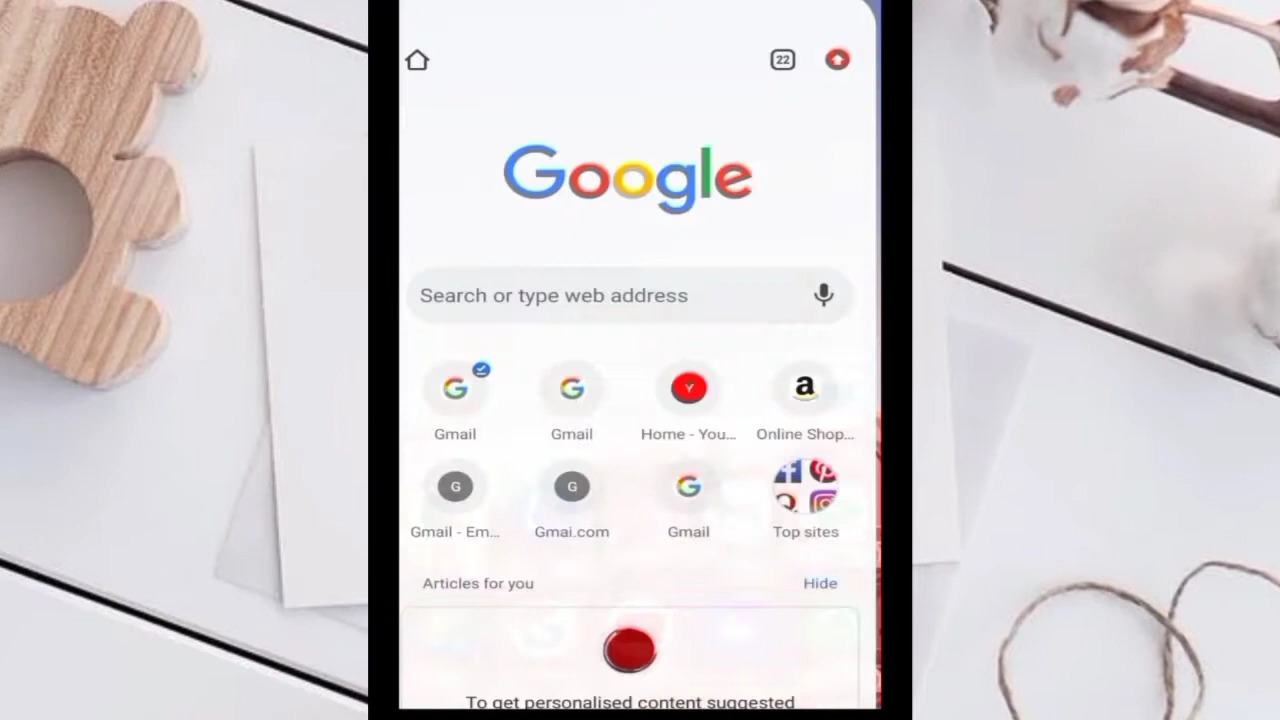 22
Google
Search or type web address
Gmail
Gmail
Home - You...
Online Shop...
Gmail - Em...
Gmai.com
Gmail
Top sites
Articles for you
Hide
To get personalised content suggested